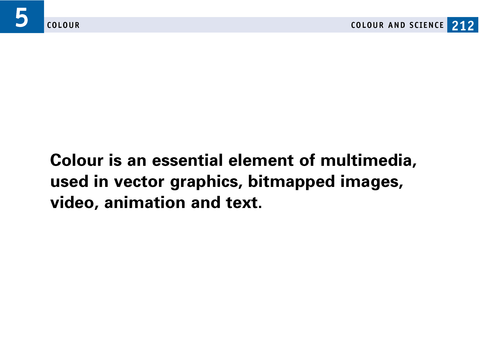 5
COLOUR
COLOUR AND SCIENCE 212
Colour is an essential element of multimedia,
used in vector graphics, bitmapped images,
video, animation and text.